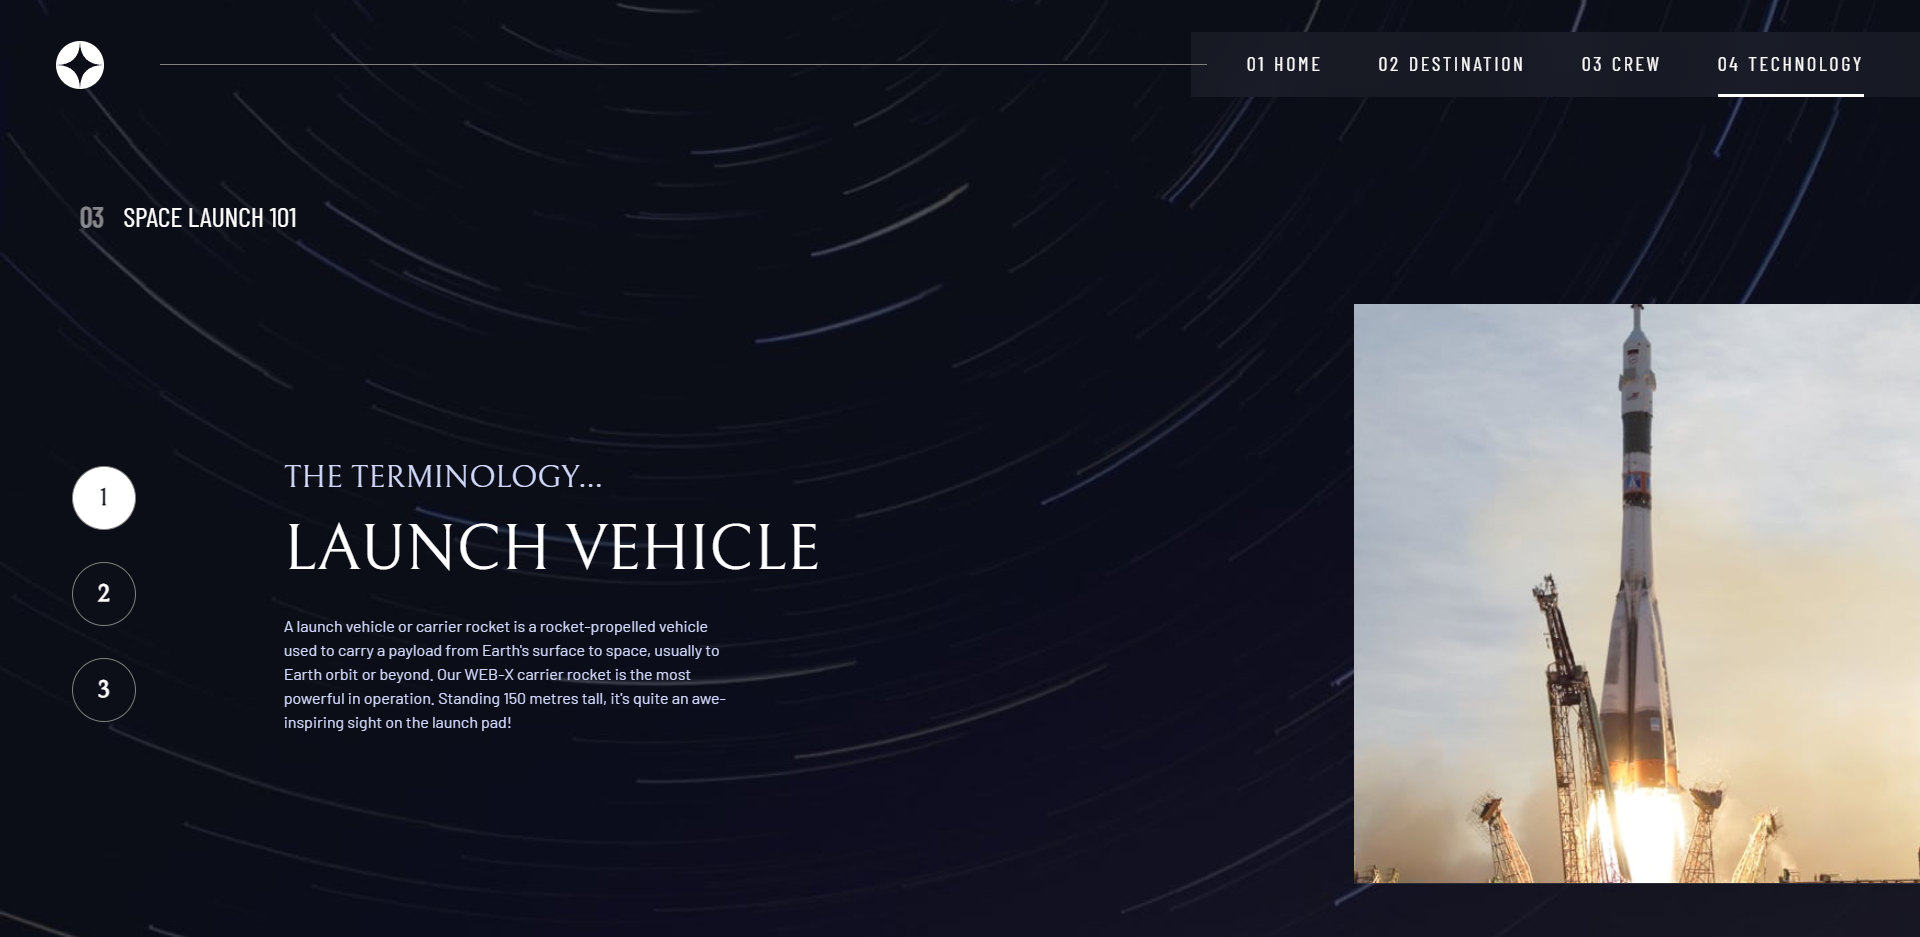 01 HOME 02 DESTINATION 03 CREW 04 TECHNOLOGY
03 SPACE LAUNCH 101
1
2
3
THE TERMINOLOGY...
LAUNCH VEHICLE
A launch vehicle or carrier rocket is a rocket-propelled vehicle
used to carry a payload from Earth's surface to space, usually to
Earth orbit or beyond. Our WEB-X carrier rocket is the most
powerful in operation. Standing 150 metres tall, it's quite an awe-
inspiring sight on the launch pad!